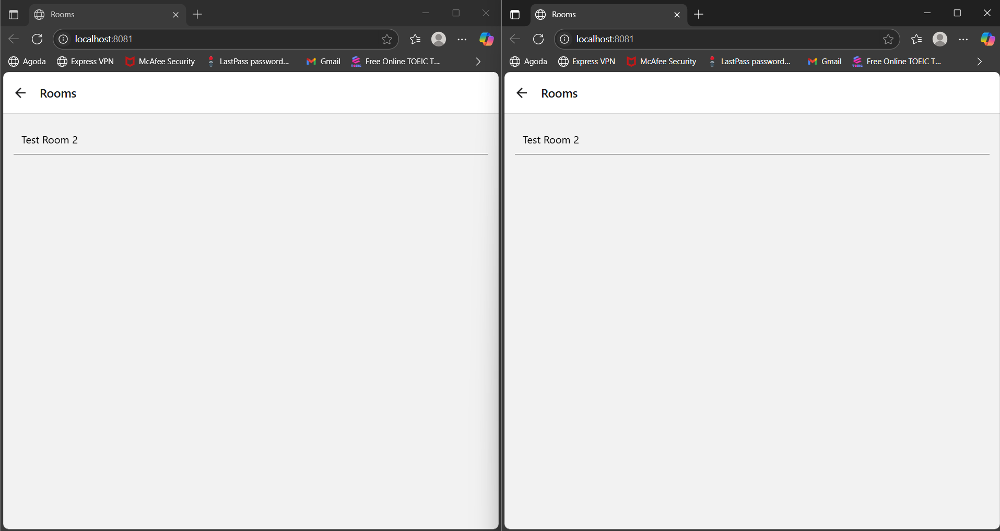 Rooms
localhost:8081
Agoda Express VPN McAfee Security LastPass password... Gmail Free Online TOEIC T...
Rooms
Test Room 2
Rooms
localhost:8081
Agoda Express VPN McAfee Security LastPass password... Gmail Free Online TOEIC T...
Rooms
Test Room 2